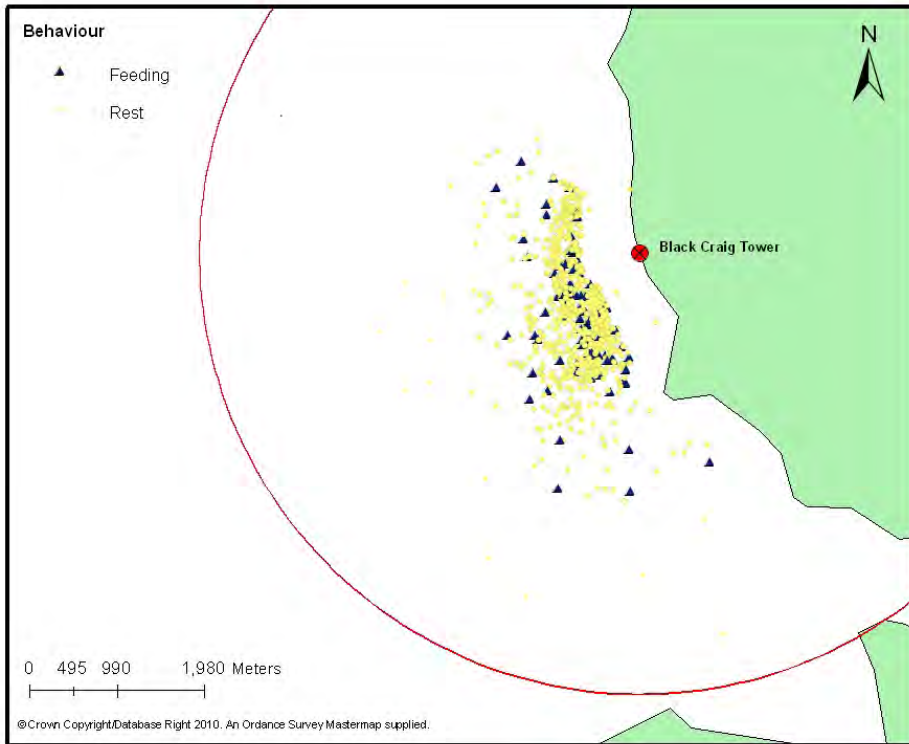 Behaviour
Feeding
Rest
N
Black Craig Tower
0 495 990 1,980 Meters
©Crown Copyright/Database Right 2010. An Ordance Survey Mastermap supplied.